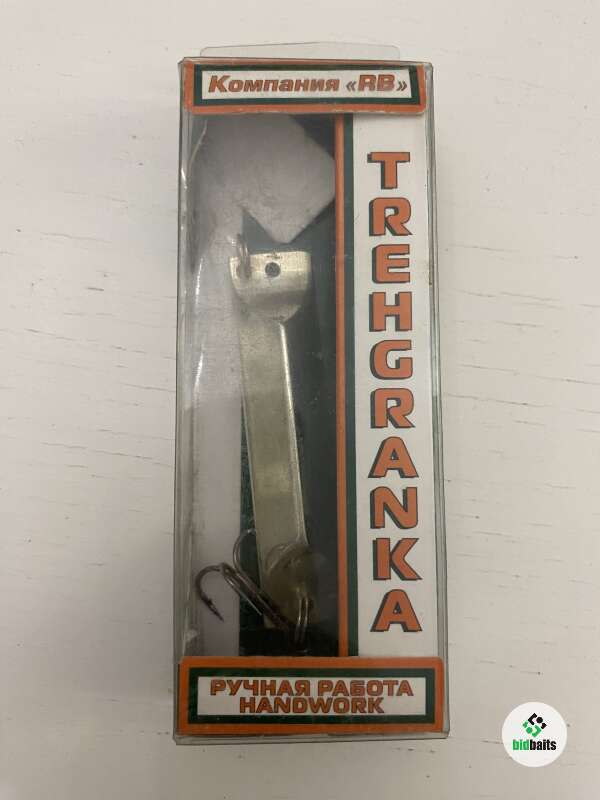 Компания «RB»
TREHGRANKA
РУЧНАЯ РАБОТА
HANDWORK
bidbaits